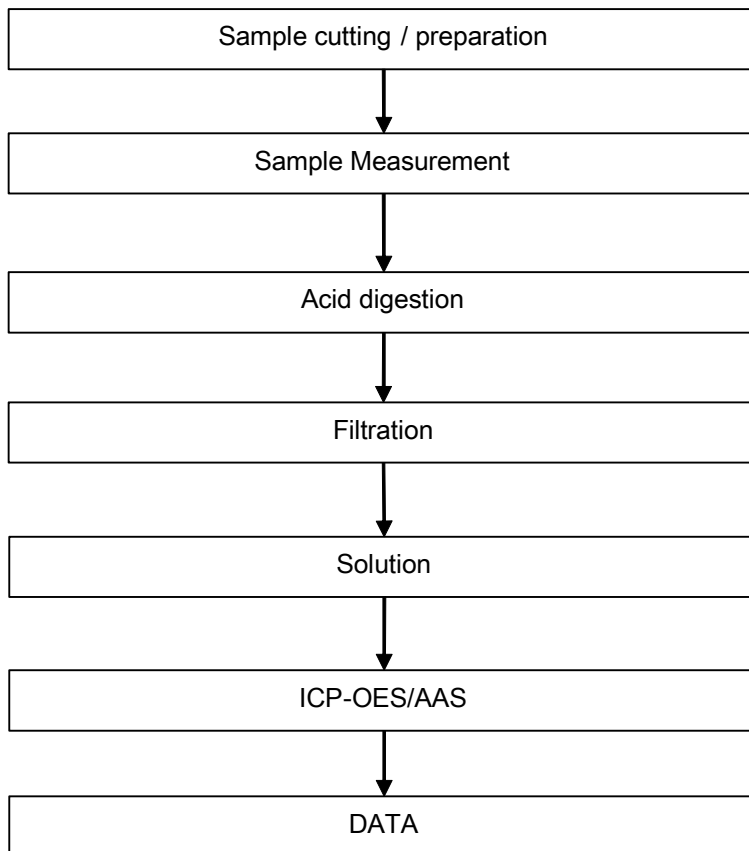 Sample cutting / preparation
Sample Measurement
Acid digestion
Filtration
Solution
ICP-OES/AAS
DATA